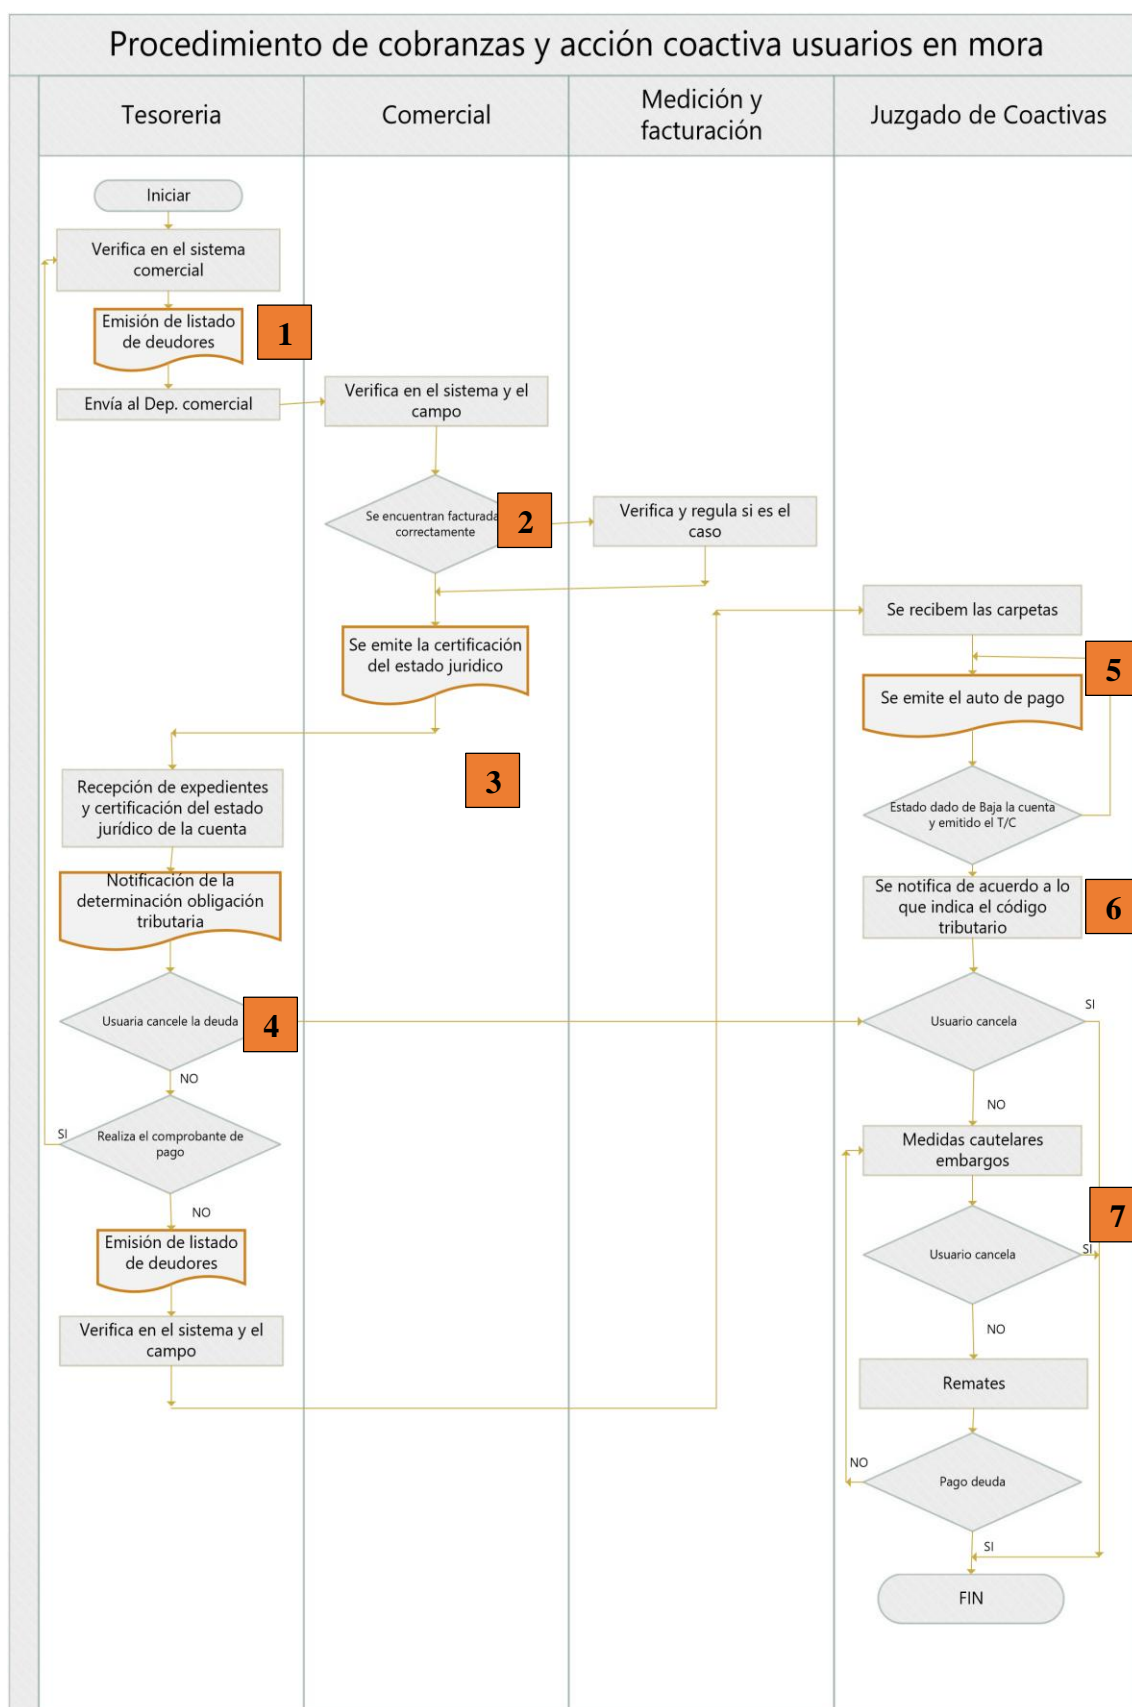 Procedimiento de cobranzas y acción coactiva usuarios en mora
Tesoreria
Comercial
Medición y
facturación
Juzgado de Coactivas
Iniciar
Verifica en el sistema
comercial
Emisión de listado
de deudores
1
Envía al Dep. comercial
Verifica en el sistema y el
campo
Se encuentran facturada
correctamente
2
Verifica y regula si es el
caso
Se emite la certificación
del estado juridico
3
Recepción de expedientes
y certificación del estado
jurídico de la cuenta
Notificación de la
determinación obligación
tributaria
Usuaria cancele la deuda
4
NO
Realiza el comprobante de
pago
SI
NO
Emisión de listado
de deudores
Verifica en el sistema y el
campo
Se recibem las carpetas
5
Se emite el auto de pago
Estado dado de Baja la cuenta
y emitido el T/C
Se notifica de acuerdo a lo
que indica el código
tributario
6
Usuario cancela
SI
NO
Medidas cautelares
embargos
7
Usuario cancela
SI
NO
Remates
Pago deuda
NO
SI
FIN